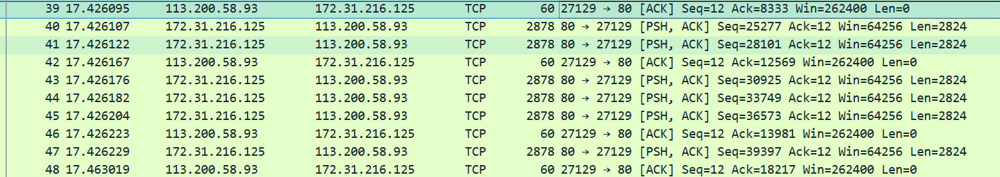 39 17.426095 113.200.58.93 172.31.216.125 TCP 60 27129 → 80 [ACK] Seq=12 Ack=8333 Win=262400 Len=0
40 17.426107 172.31.216.125 113.200.58.93 TCP 2878 80 → 27129 [PSH, ACK] Seq=25277 Ack=12 Win=64256 Len=2824
41 17.426122 172.31.216.125 113.200.58.93 TCP 2878 80 → 27129 [PSH, ACK] Seq=28101 Ack=12 Win=64256 Len=2824
42 17.426167 113.200.58.93 172.31.216.125 TCP 60 27129 → 80 [ACK] Seq=12 Ack=12569 Win=262400 Len=0
43 17.426176 172.31.216.125 113.200.58.93 TCP 2878 80 → 27129 [PSH, ACK] Seq=30925 Ack=12 Win=64256 Len=2824
44 17.426182 172.31.216.125 113.200.58.93 TCP 2878 80 → 27129 [PSH, ACK] Seq=33749 Ack=12 Win=64256 Len=2824
45 17.426204 172.31.216.125 113.200.58.93 TCP 2878 80 → 27129 [PSH, ACK] Seq=36573 Ack=12 Win=64256 Len=2824
46 17.426223 113.200.58.93 172.31.216.125 TCP 60 27129 → 80 [ACK] Seq=12 Ack=13981 Win=262400 Len=0
47 17.426229 172.31.216.125 113.200.58.93 TCP 2878 80 → 27129 [PSH, ACK] Seq=39397 Ack=12 Win=64256 Len=2824
48 17.463019 113.200.58.93 172.31.216.125 TCP 60 27129 → 80 [ACK] Seq=12 Ack=18217 Win=262400 Len=0